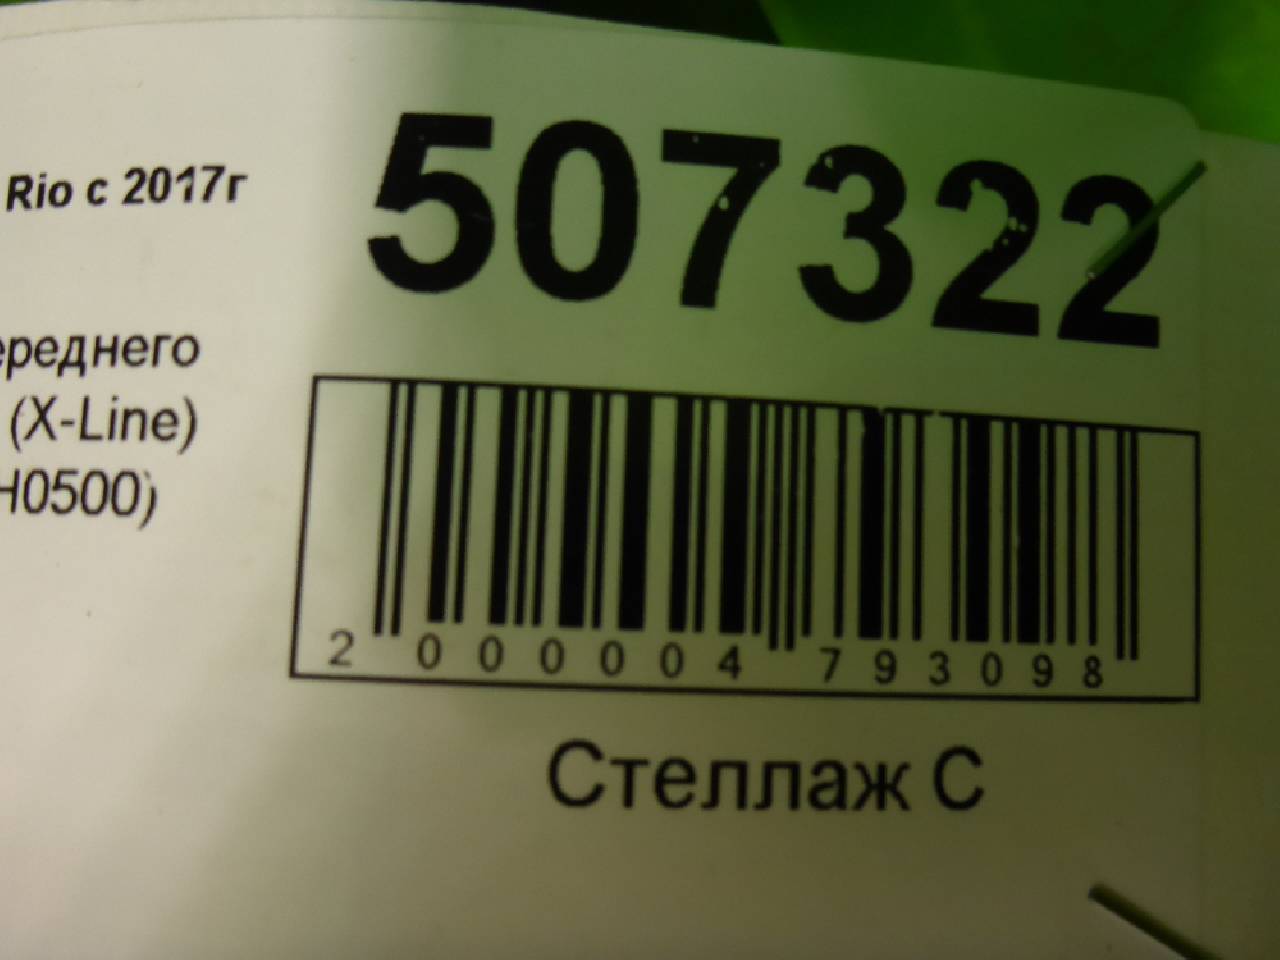 507322
Rio с 2017г
ереднего
(X-Line)
H0500)
2 000004 793098
Стеллаж С